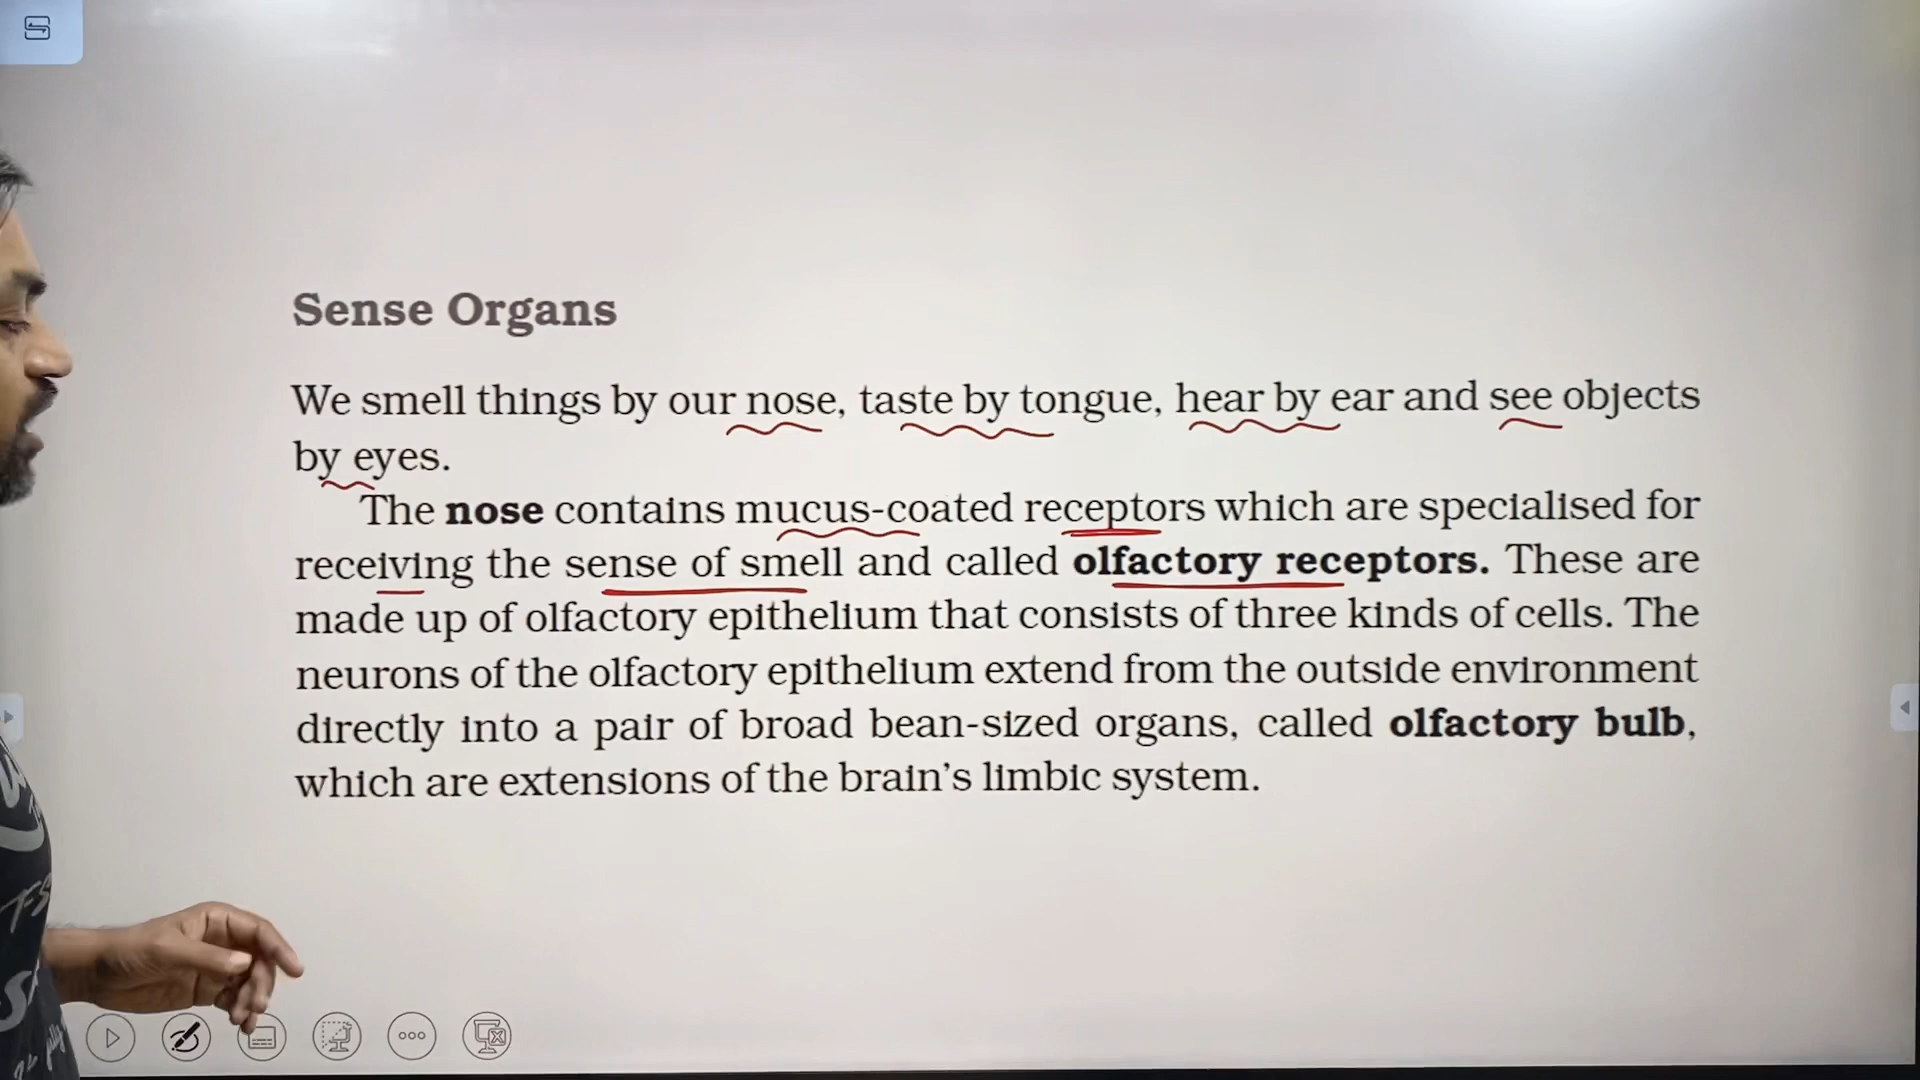 Sense Organs
We smell things by our nose, taste by tongue, hear by ear and see objects
by eyes.
The nose contains mucus-coated receptors which are specialised for
receiving the sense of smell and called olfactory receptors. These are
made up of olfactory epithelium that consists of three kinds of cells. The
neurons of the olfactory epithelium extend from the outside environment
directly into a pair of broad bean-sized organs, called olfactory bulb,
which are extensions of the brain's limbic system.